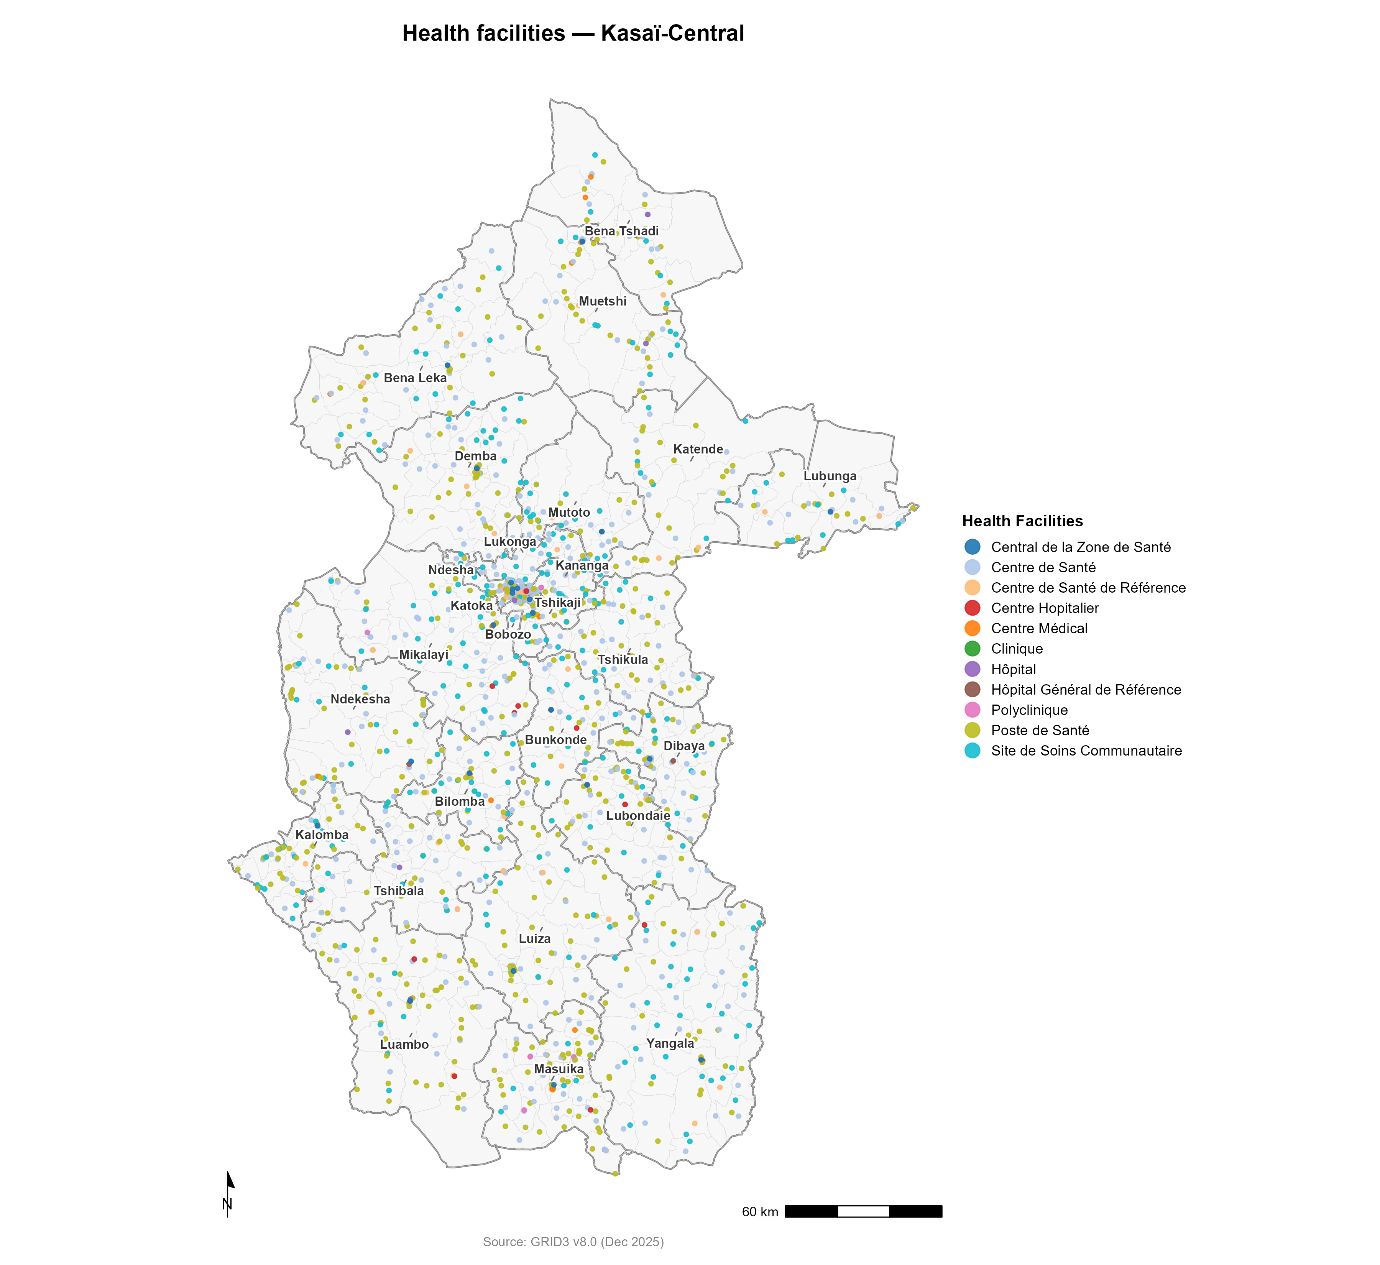 Health facilities — Kasaï-Central
Bena Tshadi
Muetshi
Bena Leka
Katende
Demba
Lubunga
Mutoto
Lukonga
Kananga
Ndesha
Katoka
Tshikaji
Bobozo
Mikalayi
Tshikula
Ndekesha
Bunkonde
Dibaya
Bilomba
Lubondaie
Kalomba
Tshibala
Luiza
Luambo
Yangala
Masuika
Health Facilities
Central de la Zone de Santé
Centre de Santé
Centre de Santé de Référence
Centre Hopitalier
Centre Médical
Clinique
Hôpital
Hôpital Général de Référence
Polyclinique
Poste de Santé
Site de Soins Communautaire
N
60 km
Source: GRID3 v8.0 (Dec 2025)